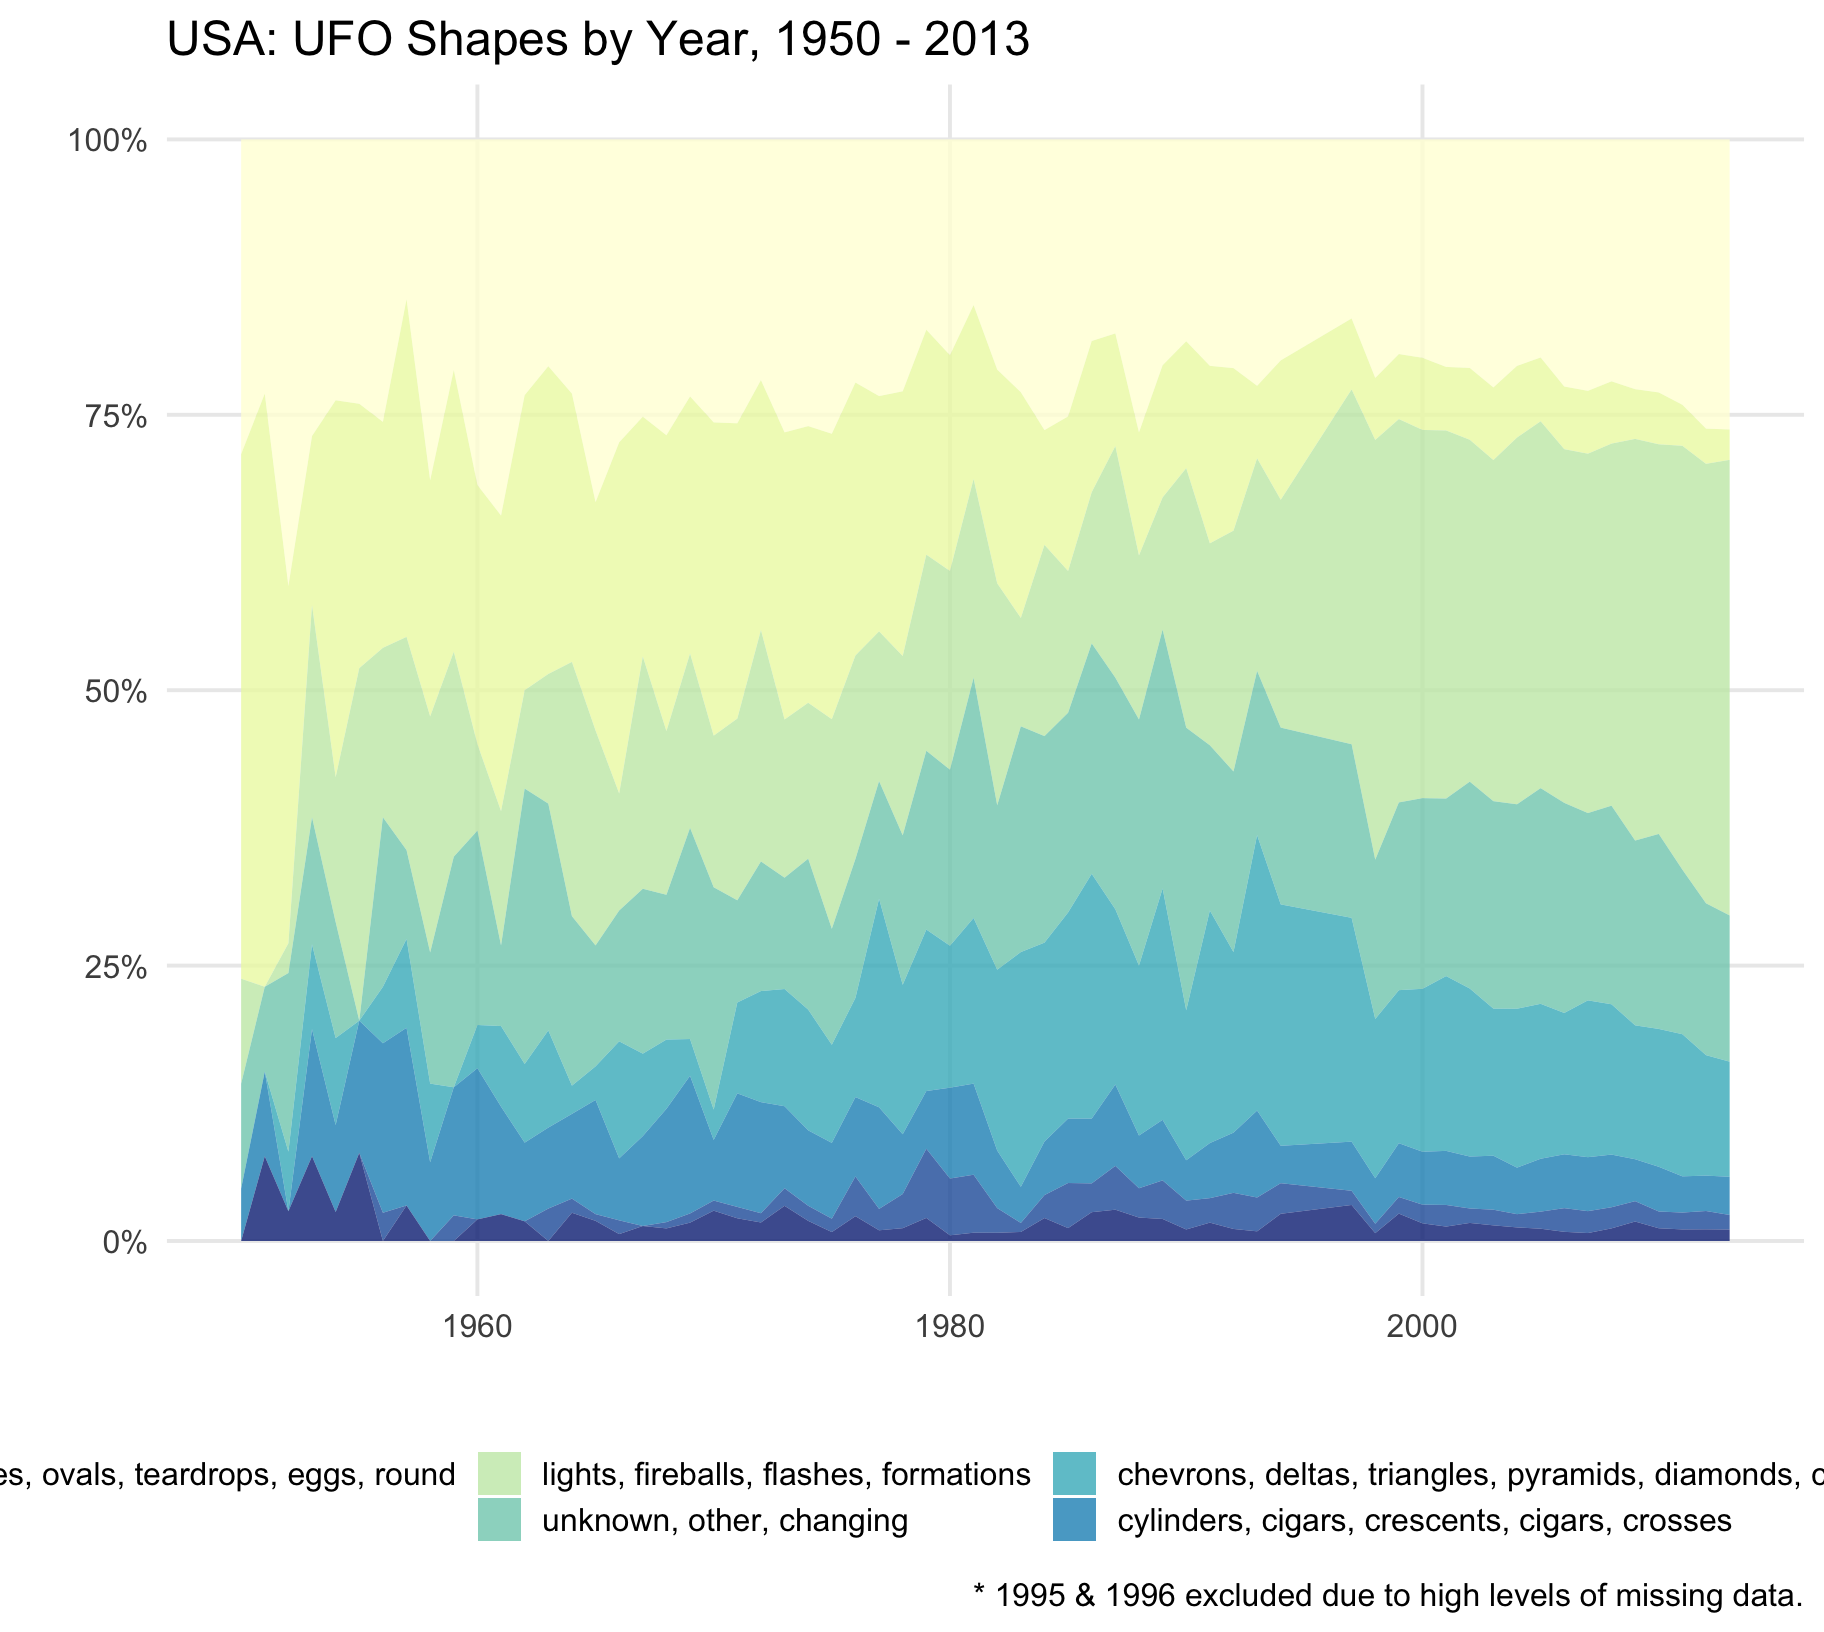 USA: UFO Shapes by Year, 1950 - 2013
100%
75%
50%
25%
0%
1960 1980 2000
ovals, teardrops, eggs, round lights, fireballs, flashes, formations chevrons, deltas, triangles, pyramids, diamonds,
unknown, other, changing cylinders, cigars, crescents, cigars, crosses
* 1995 & 1996 excluded due to high levels of missing data.